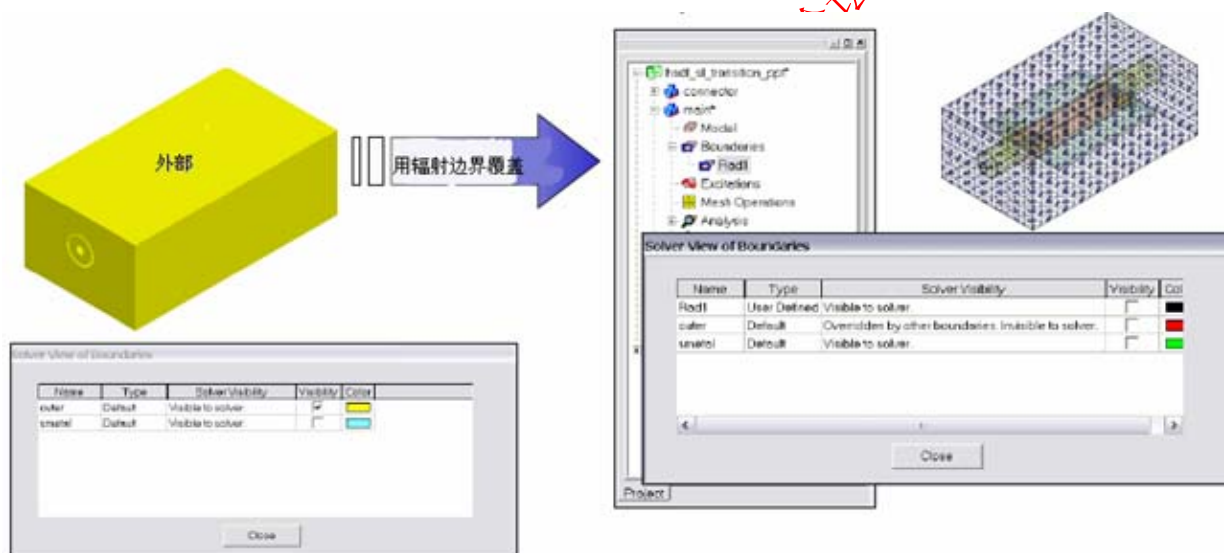 外部
用辐射边界覆盖
Solver View of Boundaries
Name Type Solver Visibility Visibility Color
outer Default Visible to solver.
smetal Default Visible to solver.
Close
connector
main*
Model
Boundaries
Rad1
Excitations
Mesh Operations
Analysis
Project
Solver View of Boundaries
Name Type Solver Visibility Visibility Col
Rad1 User Defined Visible to solver.
outer Default Overridden by other boundaries. Invisible to solver.
smetal Default Visible to solver.
Close